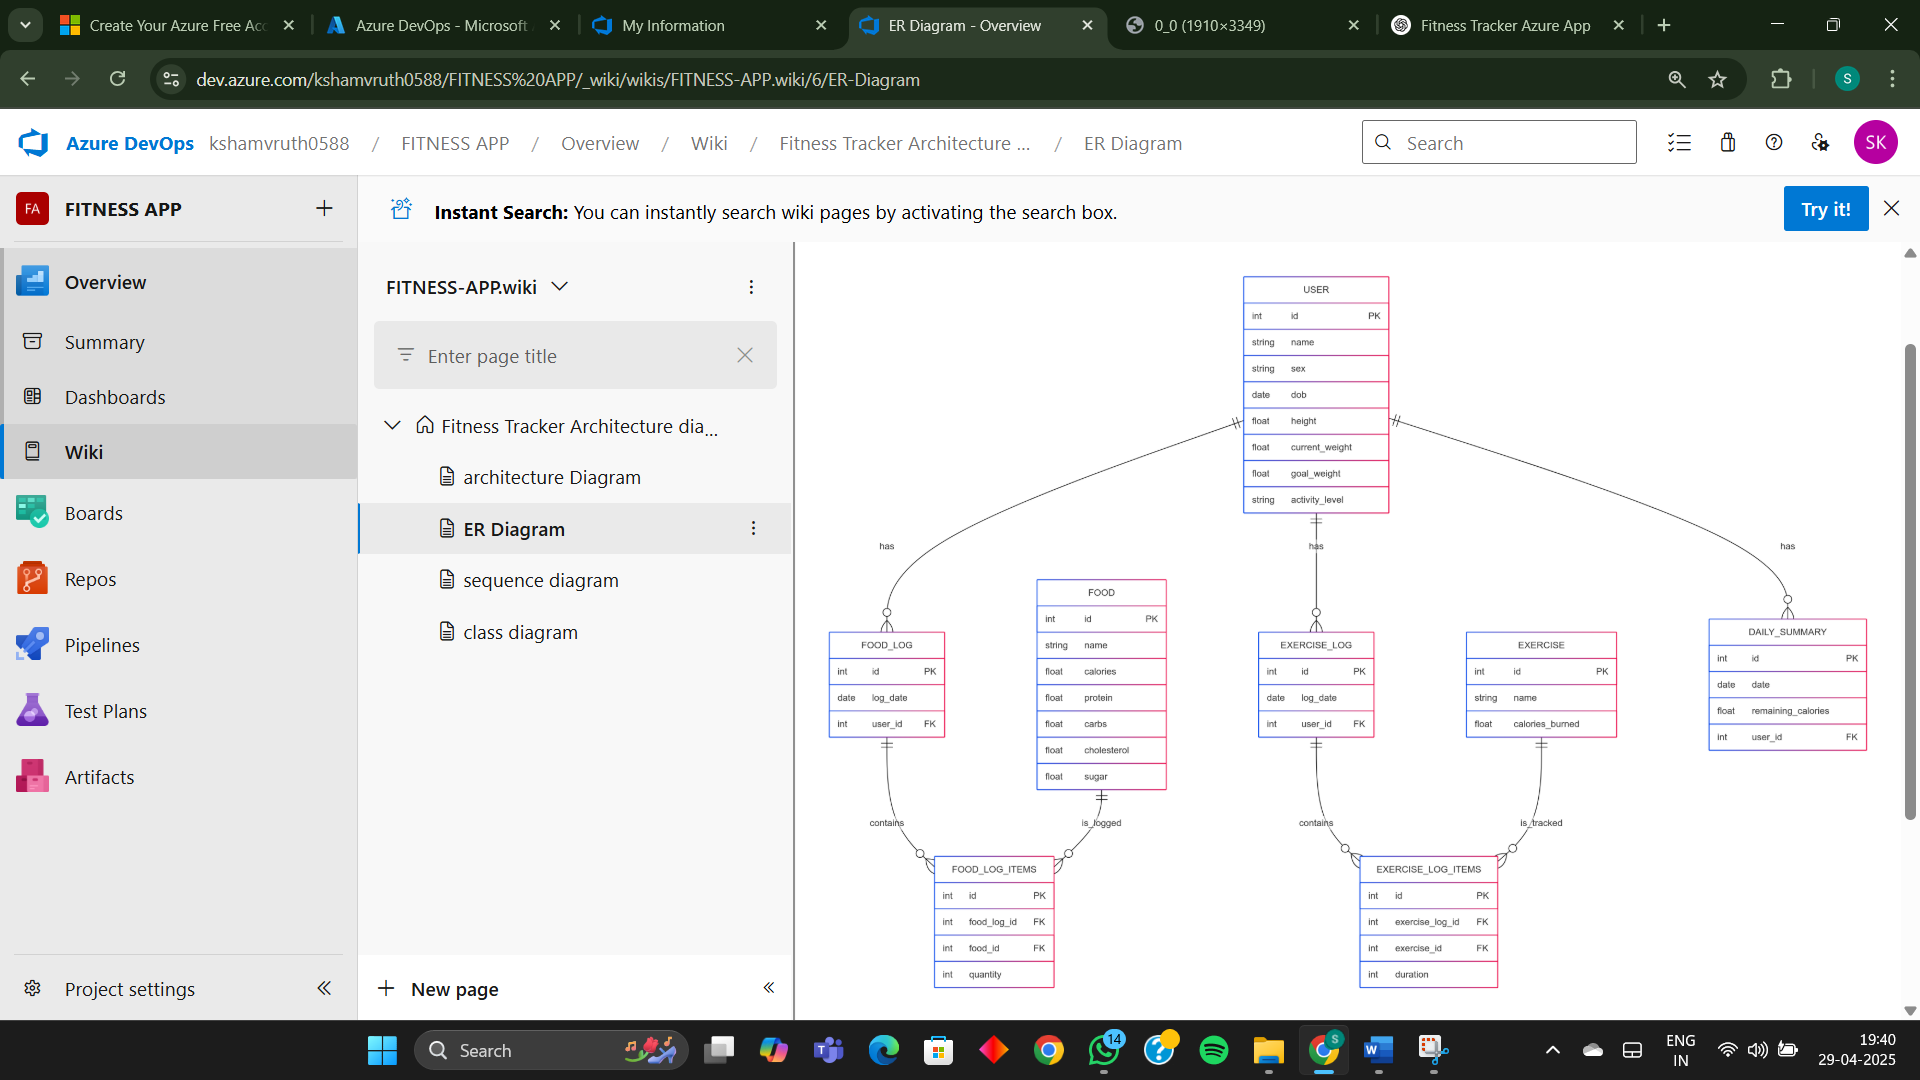 Create Your Azure Free Acc
Azure DevOps - Microsoft
My Information
ER Diagram - Overview
0_0 (1910×3349)
Fitness Tracker Azure App
dev.azure.com/kshamvruth0588/FITNESS%20APP/_wiki/wikis/FITNESS-APP.wiki/6/ER-Diagram
S
Azure DevOps kshamvruth0588 / FITNESS APP / Overview / Wiki / Fitness Tracker Architecture ... / ER Diagram
Search
SK
FA FITNESS APP
Instant Search: You can instantly search wiki pages by activating the search box.
Try it!
Overview
Summary
Dashboards
Wiki
Boards
Repos
Pipelines
Test Plans
Artifacts
Project settings
FITNESS-APP.wiki
Enter page title
Fitness Tracker Architecture dia...
architecture Diagram
ER Diagram
sequence diagram
class diagram
New page
USER
int id PK
string name
string sex
date dob
float height
float current_weight
float goal_weight
string activity_level
has
has
has
FOOD_LOG
int id PK
date log_date
int user_id FK
FOOD
int id PK
string name
float calories
float protein
float carbs
float cholesterol
float sugar
EXERCISE_LOG
int id PK
date log_date
int user_id FK
EXERCISE
int id PK
string name
float calories_burned
DAILY_SUMMARY
int id PK
date date
float remaining_calories
int user_id FK
contains
is_logged
contains
is_tracked
FOOD_LOG_ITEMS
int id PK
int food_log_id FK
int food_id FK
int quantity
EXERCISE_LOG_ITEMS
int id PK
int exercise_log_id FK
int exercise_id FK
int duration
Search
14
S
ENG
IN
19:40
29-04-2025